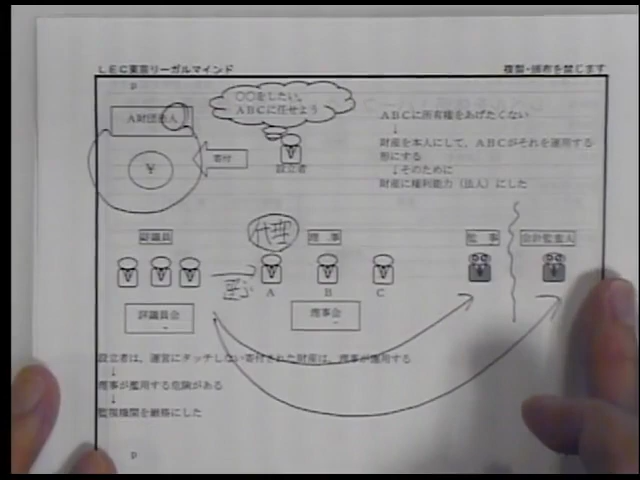 LEC東京リーガルマインド
複製・頒布を禁じます
p
○○をしたい。
ABCに任せよう
A財団法人
¥
寄付
設立者
ABCに所有権をあげたくない
↓
財産を本人にして、ABCがそれを運用する
形にする
↓そのために
財産に権利能力（法人）にした
代理
評議員
理 事
監 事
会計監査人
選ぶ
A
B
C
評議員会
理事会
設立者は、運営にタッチしない寄付された財産は、理事が運用する
↓
理事が濫用する危険がある
↓
監視機関を厳格にした
p